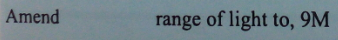 Amend range of light to, 9M